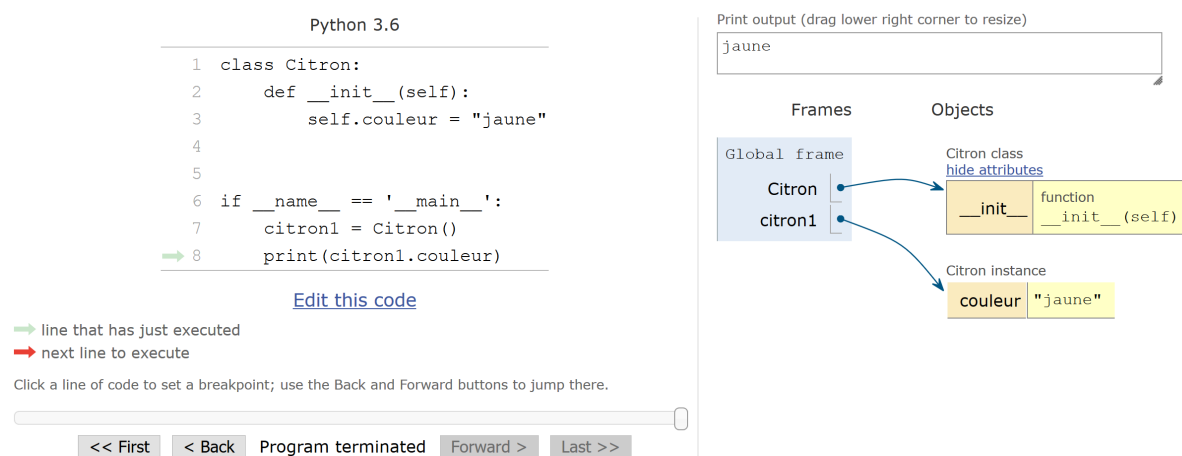 Python 3.6
1 class Citron:
2     def __init__(self):
3         self.couleur = "jaune"
4
5
6 if __name__ == '__main__':
7     citron1 = Citron()
8     print(citron1.couleur)
Edit this code
line that has just executed
next line to execute
Click a line of code to set a breakpoint; use the Back and Forward buttons to jump there.
<< First < Back Program terminated Forward > Last >>
Print output (drag lower right corner to resize)
jaune
Frames Objects
Global frame
Citron
citron1
Citron class
hide attributes
__init__
function
__init__(self)
Citron instance
couleur "jaune"